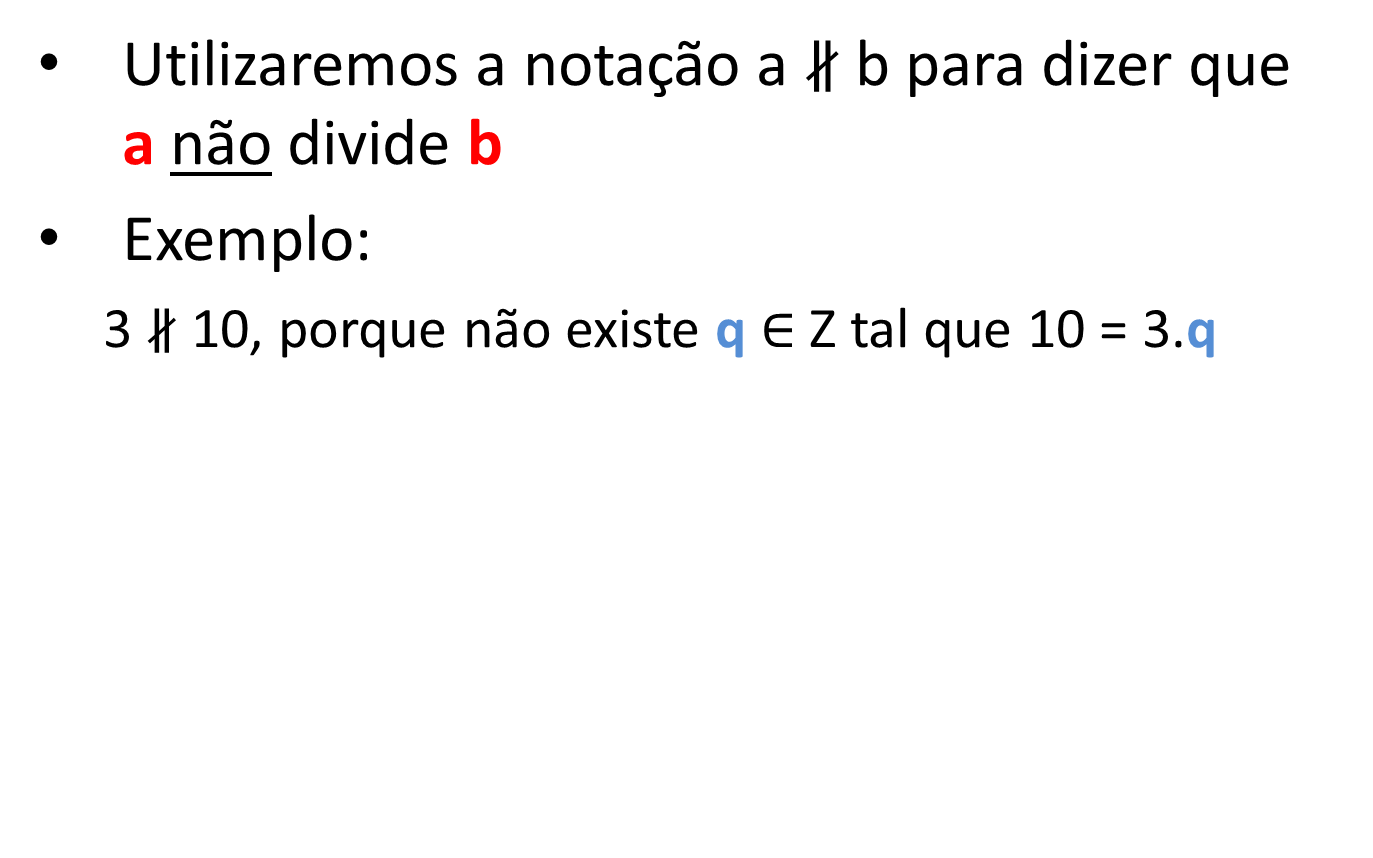 • Utilizaremos a notação a ∦ b para dizer que
a não divide b
• Exemplo:
3 ∦ 10, porque não existe q ∈ Z tal que 10 = 3.q